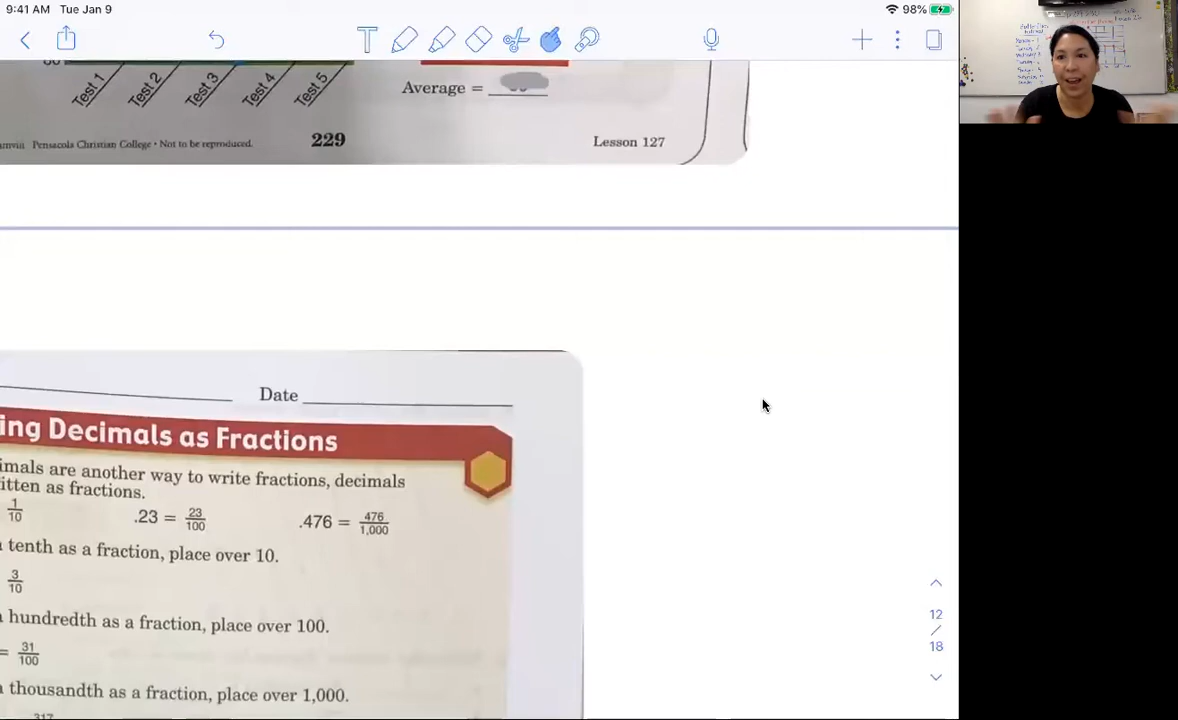 9:41 AM Tue Jan 9
98%
Test 1
Test 2
Test 3
Test 4
Test 5
Average =
Pensacola Christian College • Not to be reproduced.
229
Lesson 127
Date
ing Decimals as Fractions
imals are another way to write fractions, decimals
itten as fractions.
1/10 .23 = 23/100 .476 = 476/1,000
tenth as a fraction, place over 10.
3/10
hundredth as a fraction, place over 100.
= 31/100
thousandth as a fraction, place over 1,000.
317
12
/
18